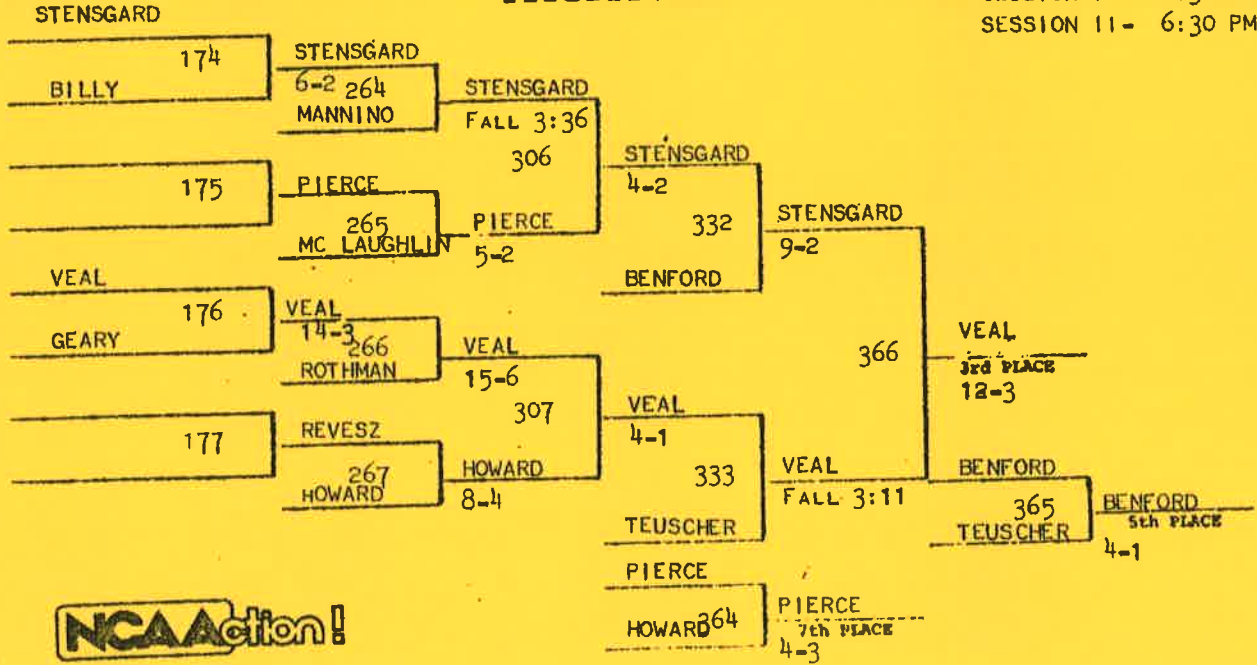 SESSION 11 - 6:30 PM
STENSGARD
174
BILLY
STENSGARD
6-2 264
MANNINO
STENSGARD
FALL 3:36
306
175
PIERCE
265
MC LAUGHLIN
PIERCE
5-2
STENSGARD
4-2
332
BENFORD
STENSGARD
9-2
VEAL
176
GEARY
VEAL
14-3
266
ROTHMAN
VEAL
15-6
307
177
REVESZ
267
HOWARD
HOWARD
8-4
VEAL
4-1
333
TEUSCHER
VEAL
FALL 3:11
366
VEAL
3rd PLACE
12-3
BENFORD
365
TEUSCHER
BENFORD
5th PLACE
4-1
PIERCE
HOWARD 364
PIERCE
7th PLACE
4-3
NCAAction!